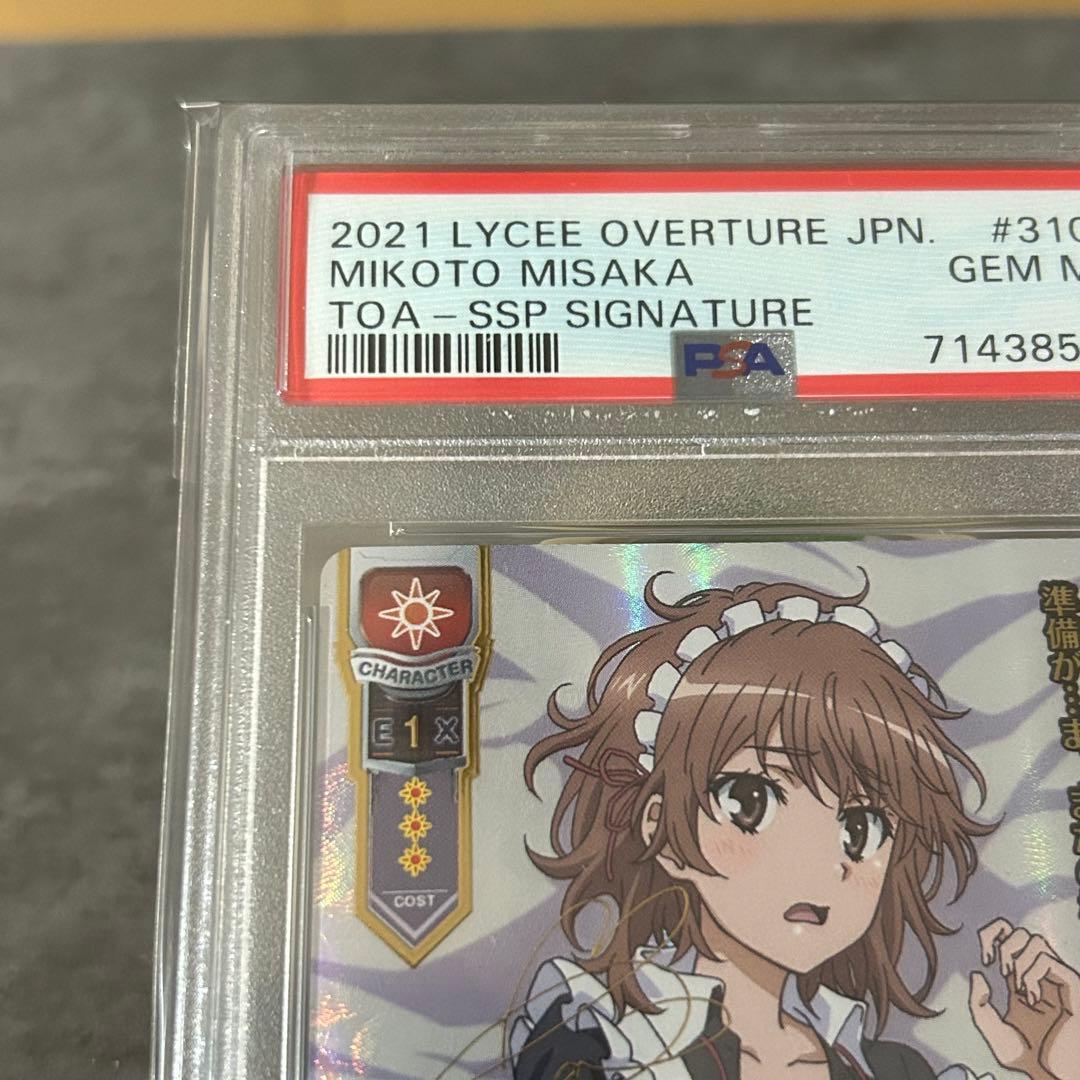 2021 LYCEE OVERTURE JPN. #310
MIKOTO MISAKA GEM M
TOA - SSP SIGNATURE
PSA 714385
CHARACTER
E 1 X
COST
準備が…ま